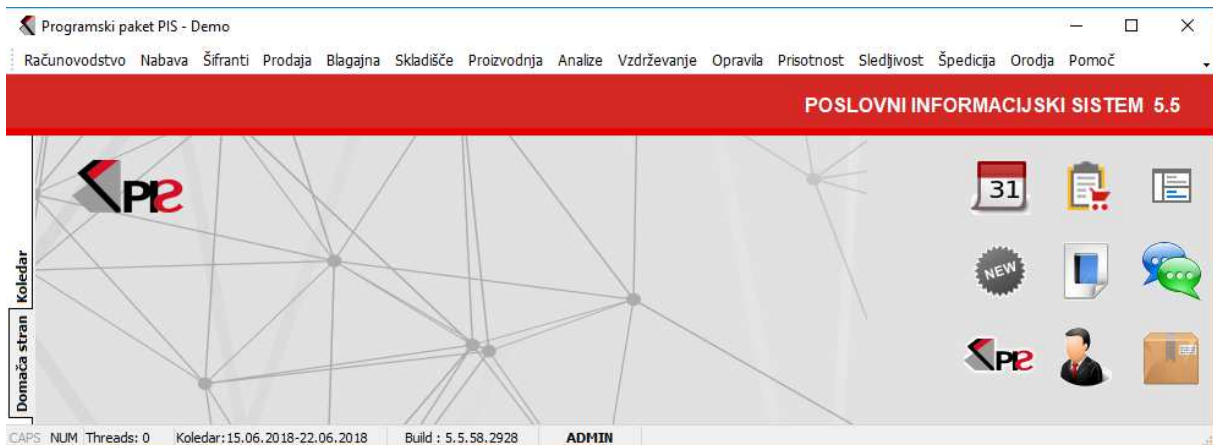 Programski paket PIS - Demo
Računovodstvo Nabava Šifranti Prodaja Blagajna Skladišče Proizvodnja Analize Vzdrževanje Opravila Prisotnost Sledljivost Špedicija Orodja Pomoč
POSLOVNI INFORMACIJSKI SISTEM 5.5
PIS
31
NEW
Koledar
Domača stran
PIS
CAPS NUM Threads: 0 Koledar:15.06.2018-22.06.2018 Build : 5.5.58.2928 ADMIN